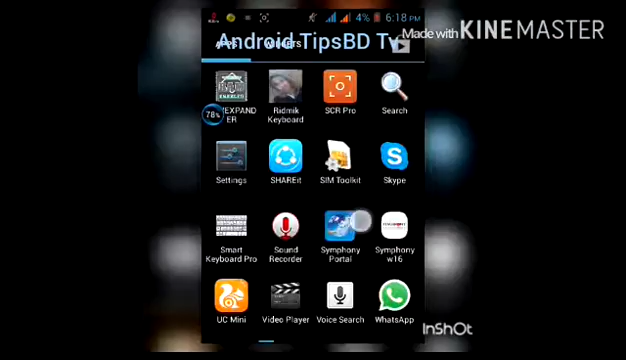 4% 6:18 PM
Android TipsBD Tv
Made with KINEMASTER
Ridmik Keyboard
SCR Pro
Search
78%
Settings
SHAREit
SIM Toolkit
Skype
Smart Keyboard Pro
Sound Recorder
Symphony Portal
Symphony w16
UC Mini
Video Player
Voice Search
WhatsApp
InShOt